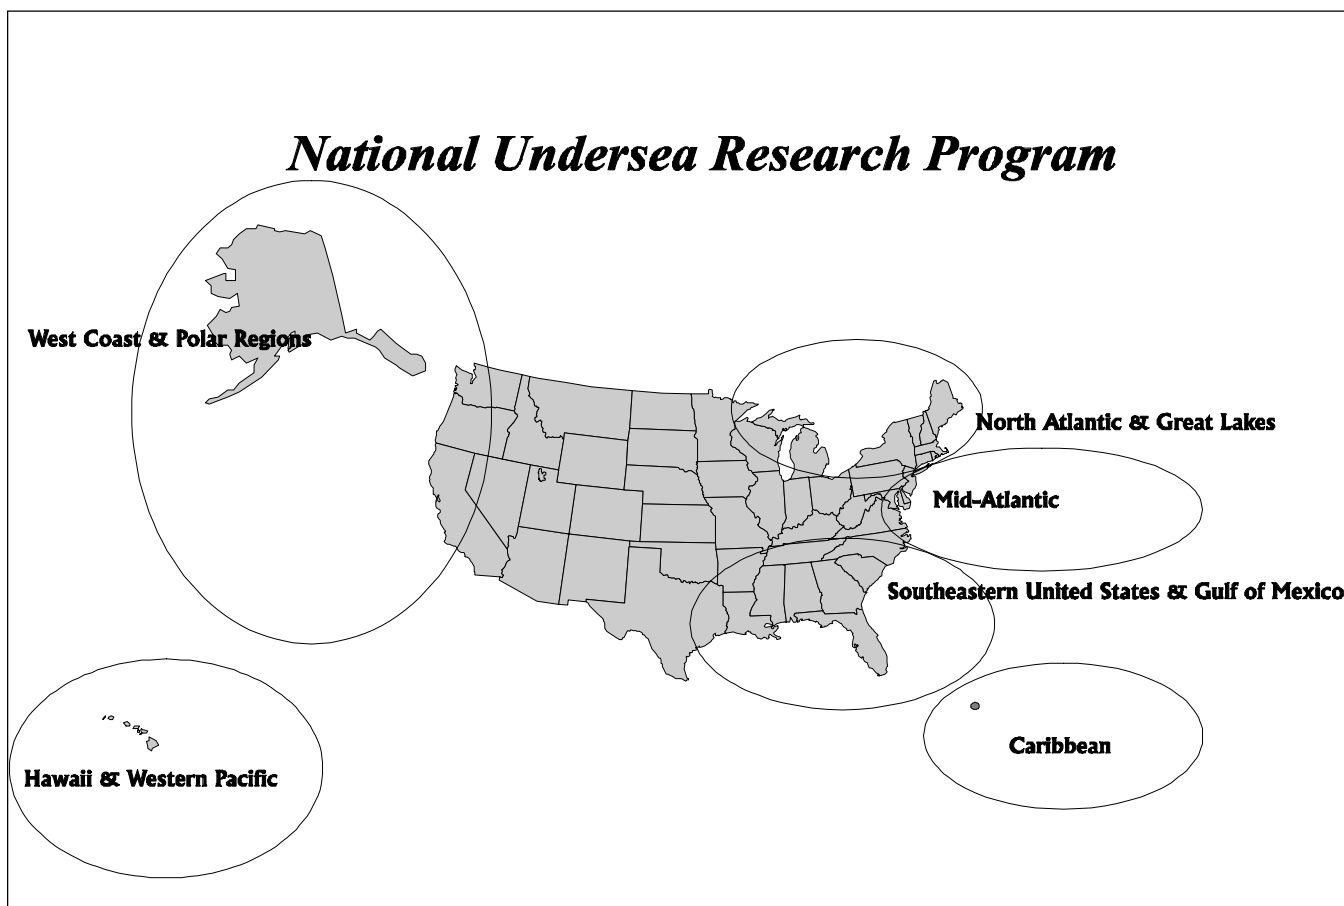 National Undersea Research Program
West Coast & Polar Regions
North Atlantic & Great Lakes
Mid-Atlantic
Southeastern United States & Gulf of Mexico
Caribbean
Hawaii & Western Pacific